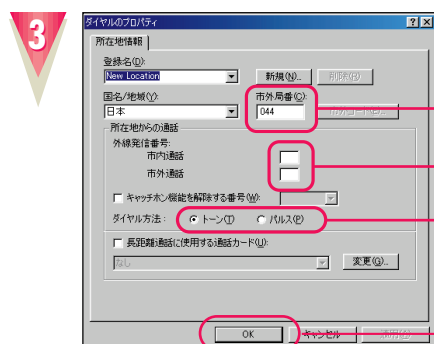 3
ダイヤルのプロパティ
所在地情報
登録名(D):
New Location 新規(N)... 削除(R)
国名/地域(Y): 市外局番(C):
日本 044
所在地からの通話
外線発信番号:
市内通話
市外通話
キャッチホン機能を解除する番号(W):
ダイヤル方法: トーン(T) パルス(P)
長距離通話に使用する通話カード(U):
なし 変更(G)...
OK キャンセル